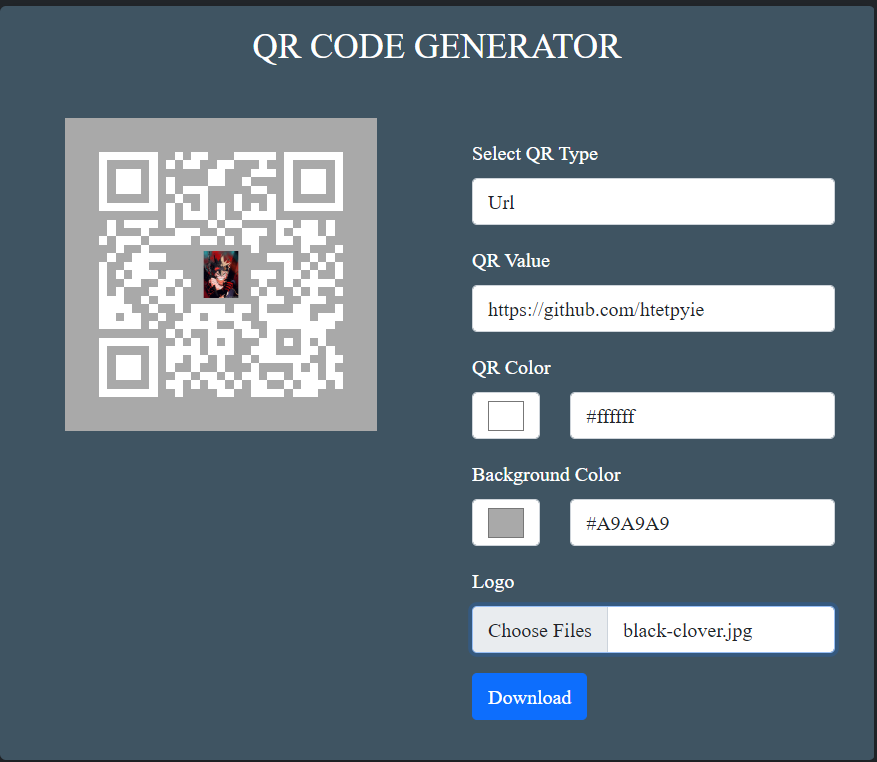 QR CODE GENERATOR
Select QR Type
Url
QR Value
https://github.com/htetpyie
QR Color
#ffffff
Background Color
#A9A9A9
Logo
Choose Files black-clover.jpg
Download